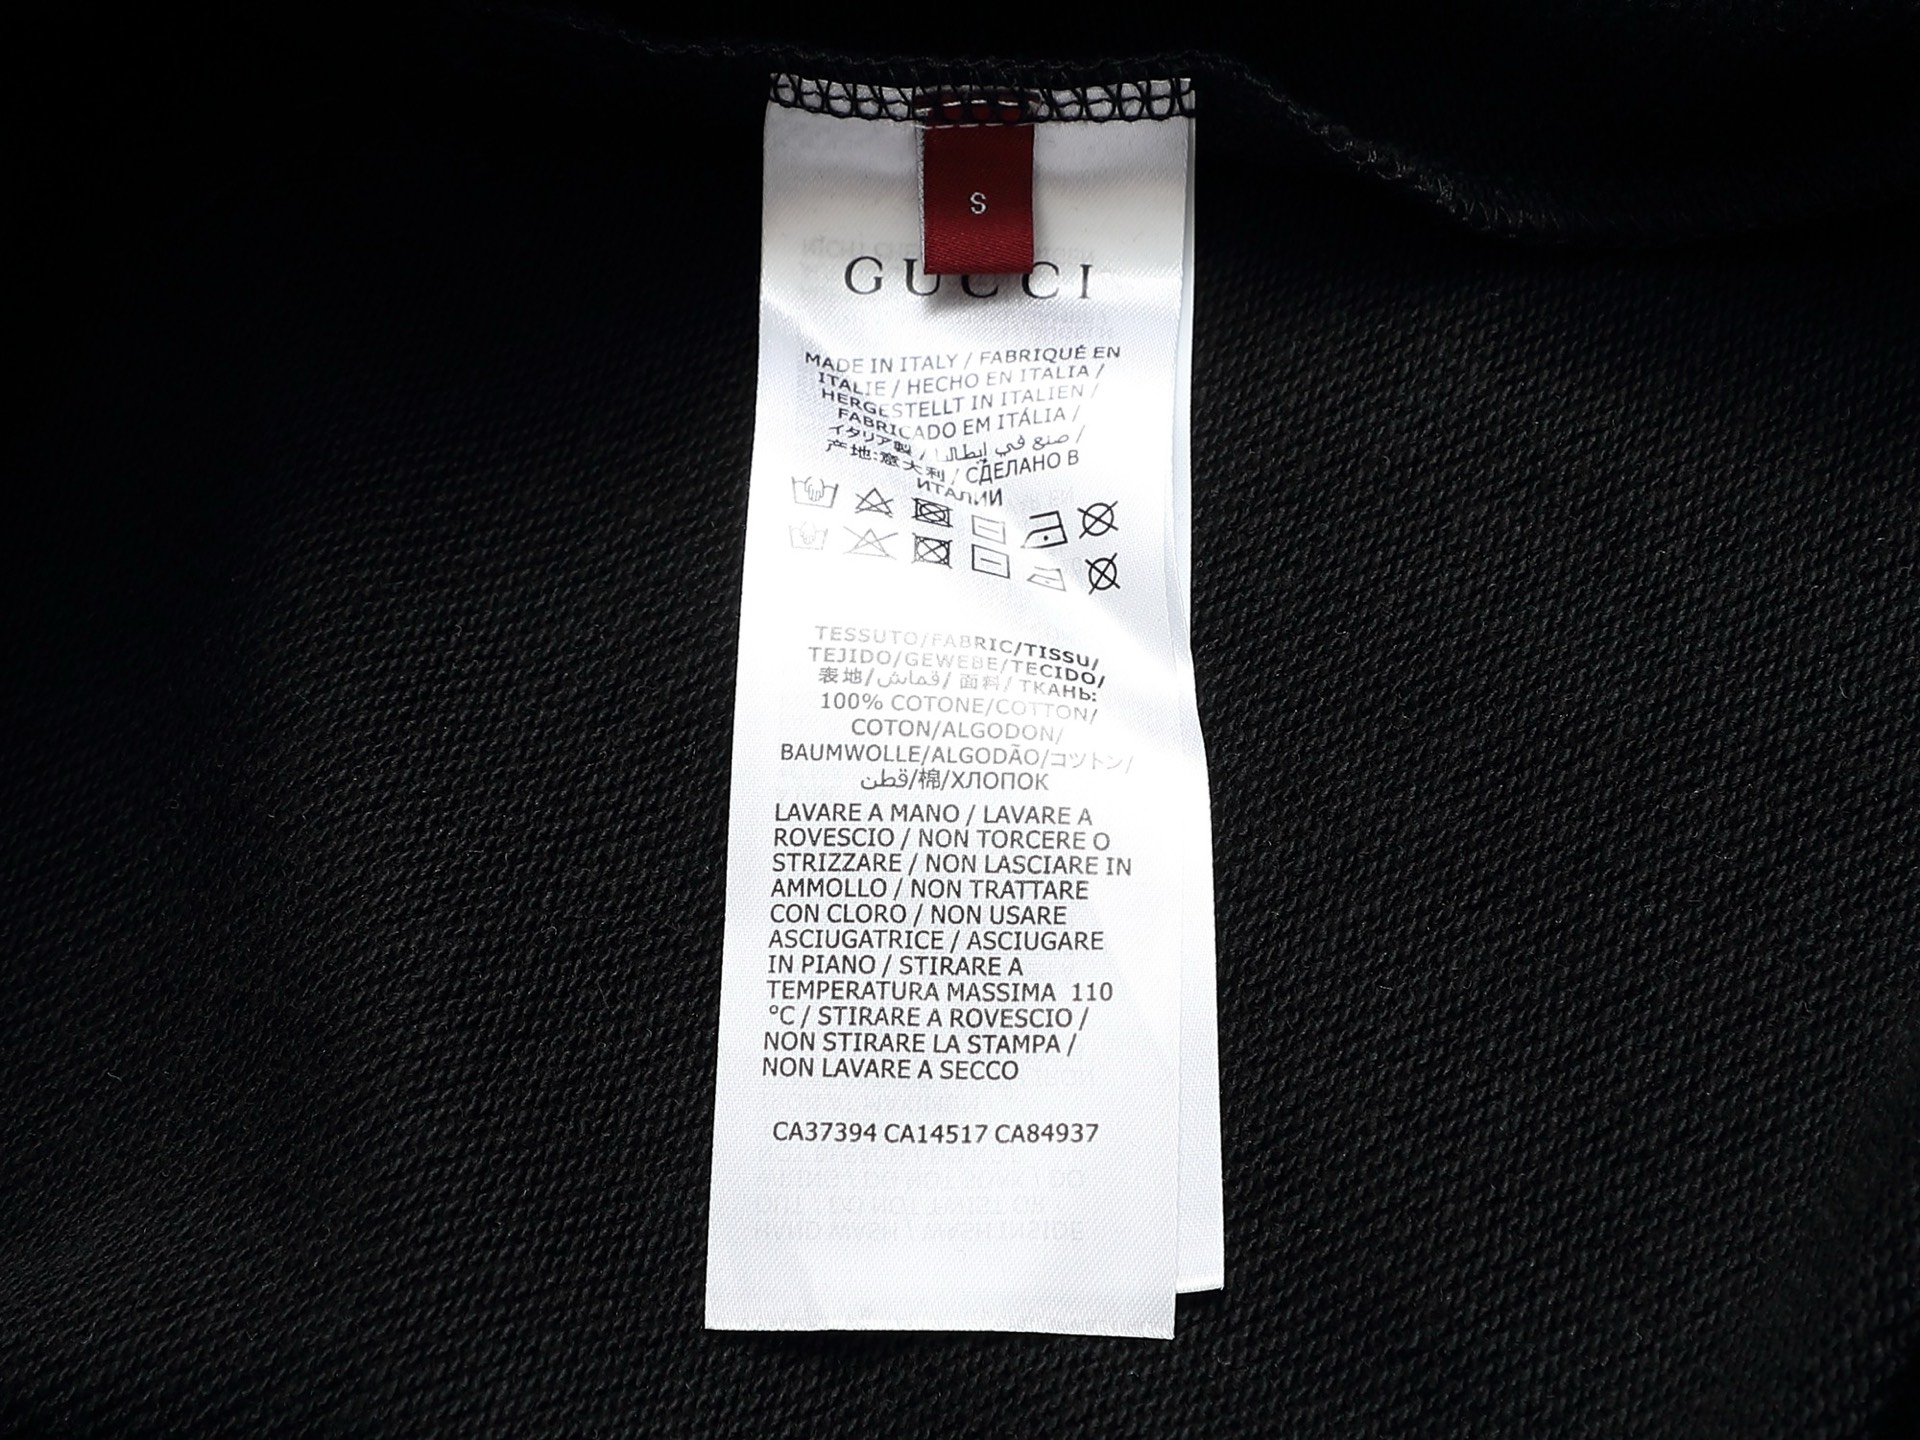 S
GUCCI
MADE IN ITALY / FABRIQUÉ EN
ITALIE / HECHO EN ITALIA /
HERGESTELLT IN ITALIEN /
FABRICADO EM ITÁLIA /
イタリア製 / صنع في إيطاليا /
产地:意大利 / СДЕЛАНО В
ИТАЛИИ
TESSUTO/FABRIC/TISSU/
TEJIDO/GEWEBE/TECIDO/
表地/قماش/面料/ТКАНЬ:
100% COTONE/COTTON/
COTON/ALGODON/
BAUMWOLLE/ALGODÃO/コットン/
قطن/棉/ХЛОПОК
LAVARE A MANO / LAVARE A
ROVESCIO / NON TORCERE O
STRIZZARE / NON LASCIARE IN
AMMOLLO / NON TRATTARE
CON CLORO / NON USARE
ASCIUGATRICE / ASCIUGARE
IN PIANO / STIRARE A
TEMPERATURA MASSIMA 110
°C / STIRARE A ROVESCIO /
NON STIRARE LA STAMPA /
NON LAVARE A SECCO
CA37394 CA14517 CA84937